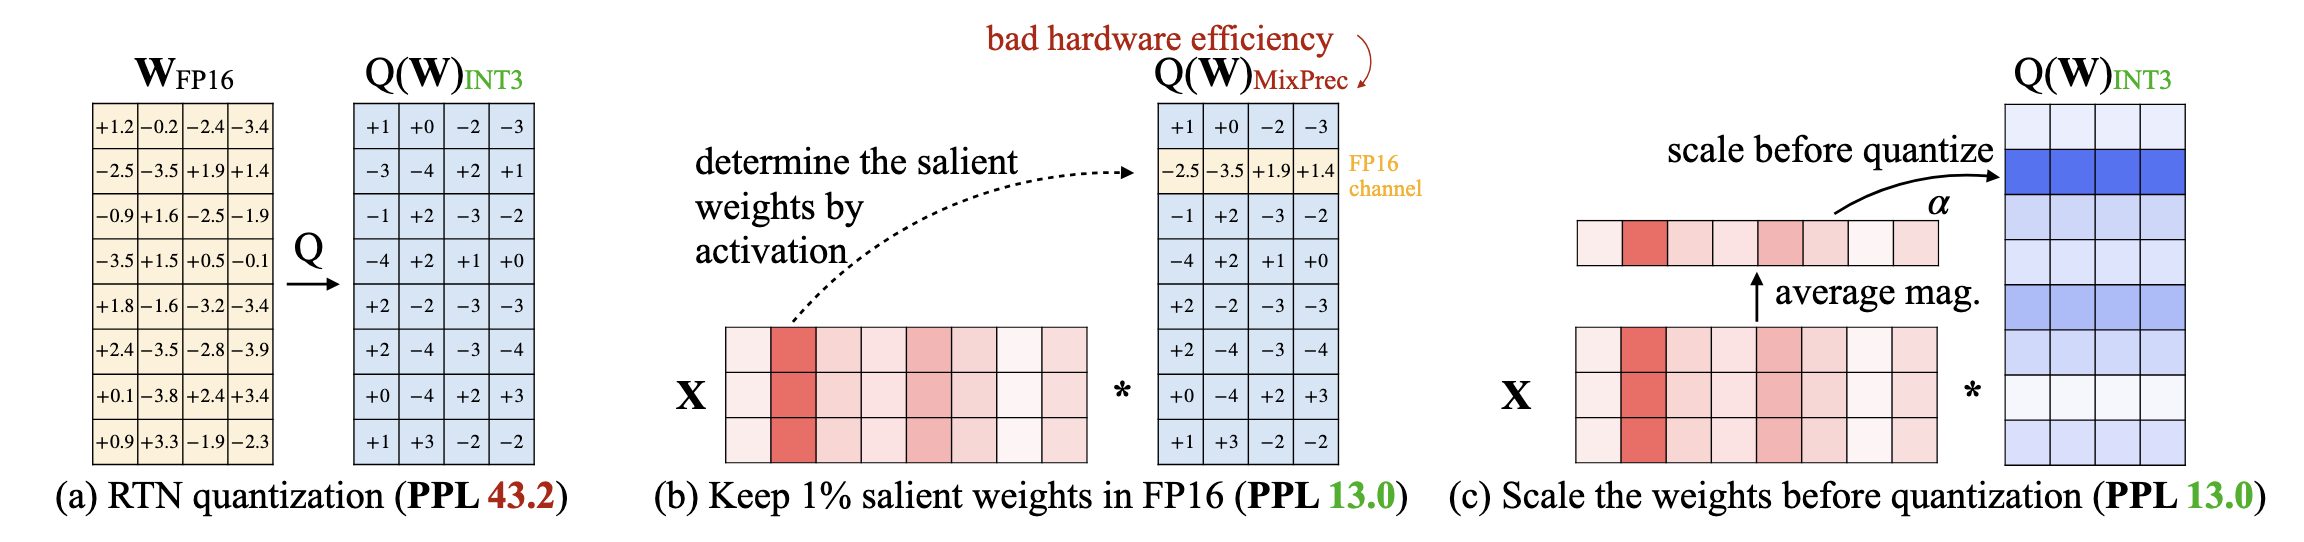 W_FP16
+1.2 −0.2 −2.4 −3.4
−2.5 −3.5 +1.9 +1.4
−0.9 +1.6 −2.5 −1.9
−3.5 +1.5 +0.5 −0.1
+1.8 −1.6 −3.2 −3.4
+2.4 −3.5 −2.8 −3.9
+0.1 −3.8 +2.4 +3.4
+0.9 +3.3 −1.9 −2.3
Q
Q(W)_INT3
+1 +0 −2 −3
−3 −4 +2 +1
−1 +2 −3 −2
−4 +2 +1 +0
+2 −2 −3 −3
+2 −4 −3 −4
+0 −4 +2 +3
+1 +3 −2 −2
(a) RTN quantization (PPL 43.2)
bad hardware efficiency
Q(W)_MixPrec
determine the salient
weights by
activation
+1 +0 −2 −3
−2.5 −3.5 +1.9 +1.4
FP16
channel
−1 +2 −3 −2
−4 +2 +1 +0
+2 −2 −3 −3
+2 −4 −3 −4
+0 −4 +2 +3
+1 +3 −2 −2
X *
(b) Keep 1% salient weights in FP16 (PPL 13.0)
Q(W)_INT3
scale before quantize
α
average mag.
X *
(c) Scale the weights before quantization (PPL 13.0)